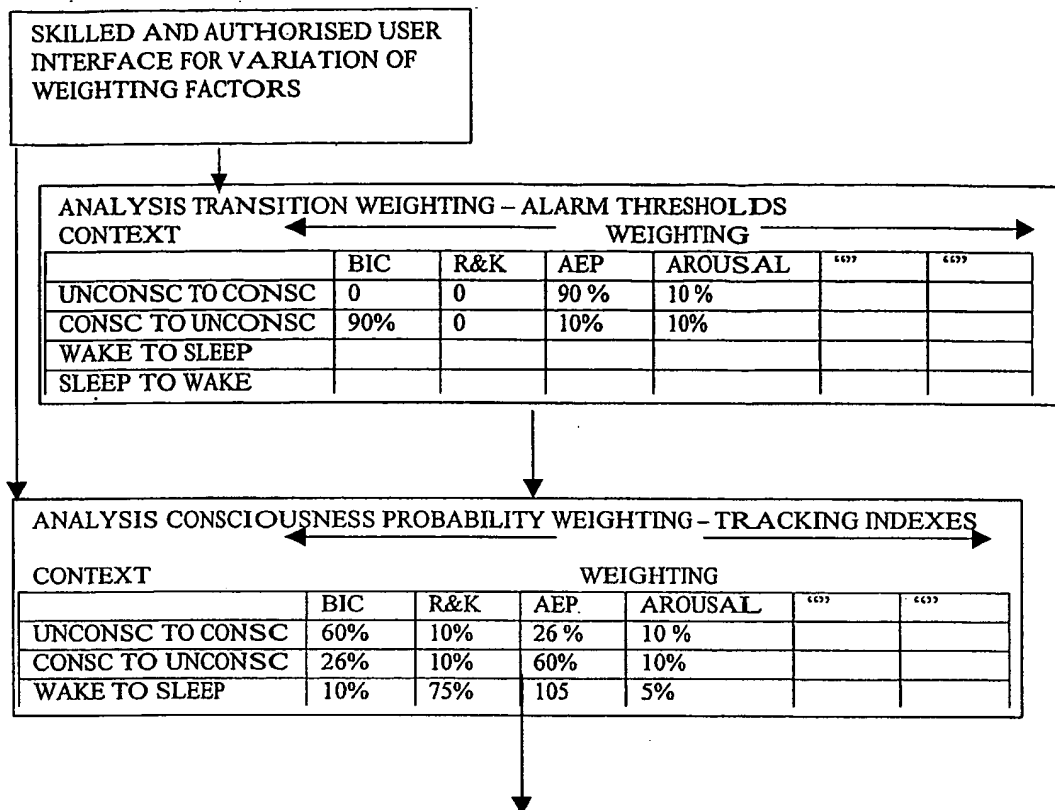 SKILLED AND AUTHORISED USER
INTERFACE FOR VARIATION OF
WEIGHTING FACTORS
ANALYSIS TRANSITION WEIGHTING – ALARM THRESHOLDS
CONTEXT WEIGHTING
BIC R&K AEP AROUSAL “” “”
UNCONSC TO CONSC 0 0 90 % 10 %
CONSC TO UNCONSC 90% 0 10% 10%
WAKE TO SLEEP
SLEEP TO WAKE
ANALYSIS CONSCIOUSNESS PROBABILITY WEIGHTING – TRACKING INDEXES
CONTEXT WEIGHTING
BIC R&K AEP. AROUSAL “” “”
UNCONSC TO CONSC 60% 10% 26 % 10 %
CONSC TO UNCONSC 26% 10% 60% 10%
WAKE TO SLEEP 10% 75% 105 5%